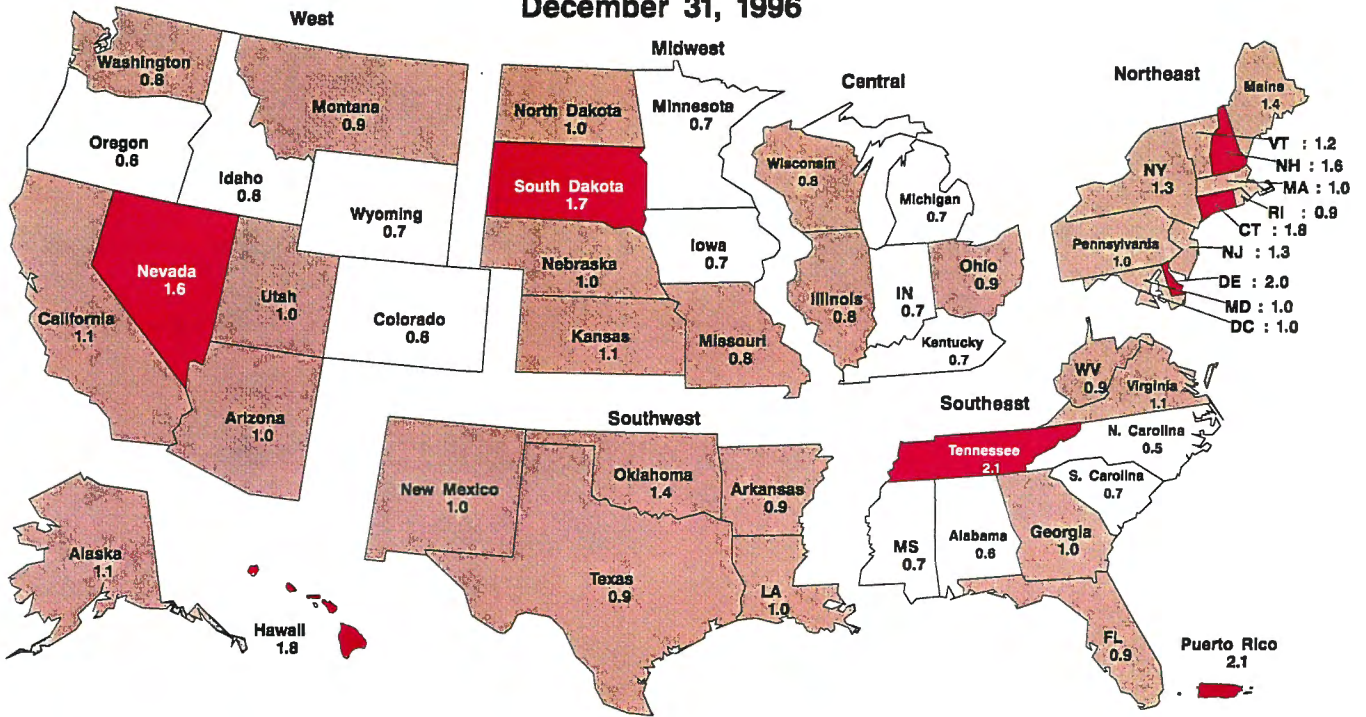 December 31, 1996
West
Midwest
Central
Northeast
Washington
0.8
Montana
0.9
Oregon
0.6
Idaho
0.6
Wyoming
0.7
Nevada
1.6
Utah
1.0
Colorado
0.6
California
1.1
Arizona
1.0
Alaska
1.1
Hawaii
1.8
North Dakota
1.0
Minnesota
0.7
South Dakota
1.7
Iowa
0.7
Nebraska
1.0
Kansas
1.1
Missouri
0.8
Wisconsin
0.8
Michigan
0.7
Illinois
0.8
IN
0.7
Ohio
0.9
Kentucky
0.7
Maine
1.4
VT : 1.2
NH : 1.6
NY
1.3
MA : 1.0
RI : 0.9
CT : 1.8
Pennsylvania
1.0
NJ : 1.3
DE : 2.0
MD : 1.0
DC : 1.0
Southwest
New Mexico
1.0
Oklahoma
1.4
Arkansas
0.9
Texas
0.9
LA
1.0
Southeast
WV
0.9
Virginia
1.1
Tennessee
2.1
N. Carolina
0.5
S. Carolina
0.7
MS
0.7
Alabama
0.6
Georgia
1.0
FL
0.9
Puerto Rico
2.1